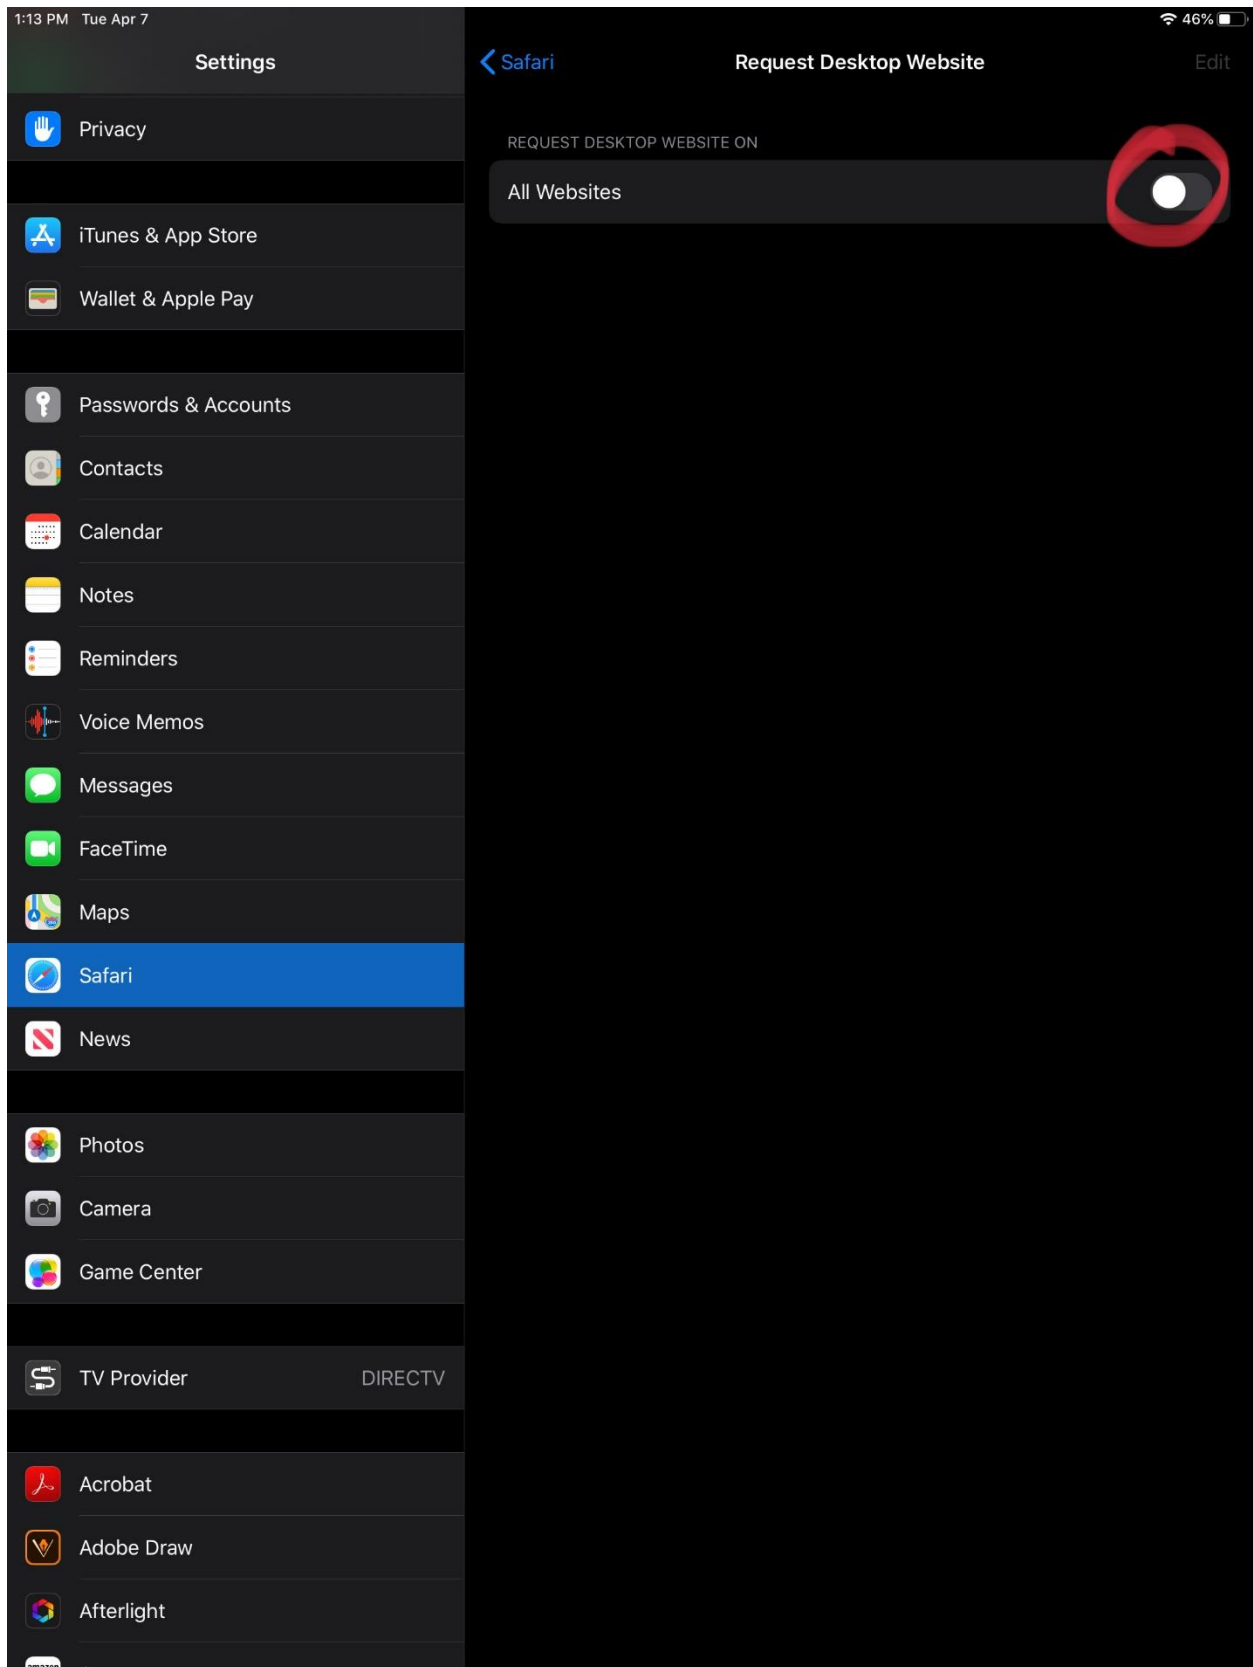 1:13 PM Tue Apr 7
46%
Settings
Safari
Request Desktop Website
Edit
Privacy
REQUEST DESKTOP WEBSITE ON
All Websites
iTunes & App Store
Wallet & Apple Pay
Passwords & Accounts
Contacts
Calendar
Notes
Reminders
Voice Memos
Messages
FaceTime
Maps
Safari
News
Photos
Camera
Game Center
TV Provider DIRECTV
Acrobat
Adobe Draw
Afterlight
amazon